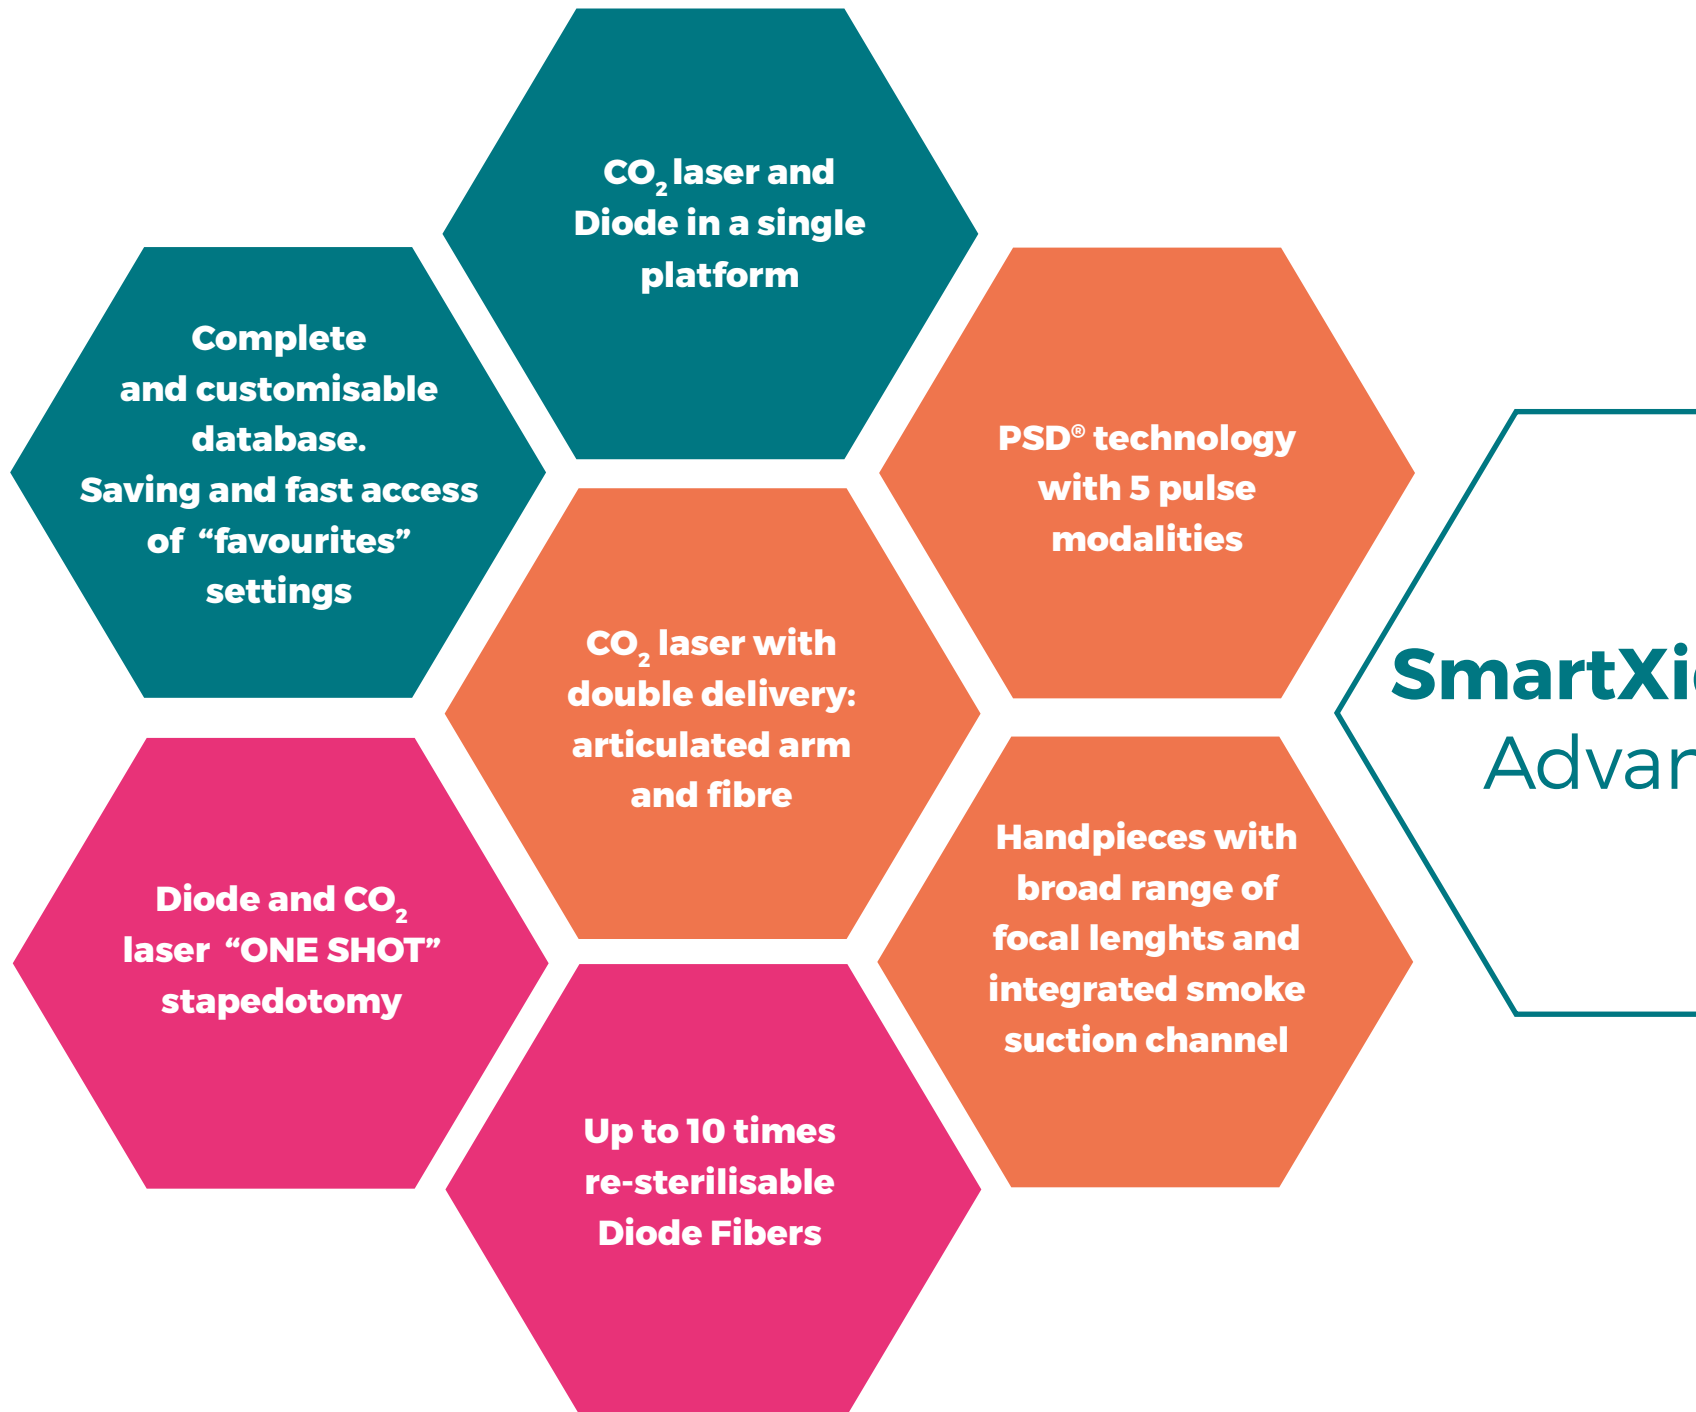 CO₂ laser and
Diode in a single
platform
Complete
and customisable
database.
Saving and fast access
of “favourites”
settings
PSD® technology
with 5 pulse
modalities
CO₂ laser with
double delivery:
articulated arm
and fibre
Handpieces with
broad range of
focal lenghts and
integrated smoke
suction channel
Diode and CO₂
laser “ONE SHOT”
stapedotomy
Up to 10 times
re-sterilisable
Diode Fibers